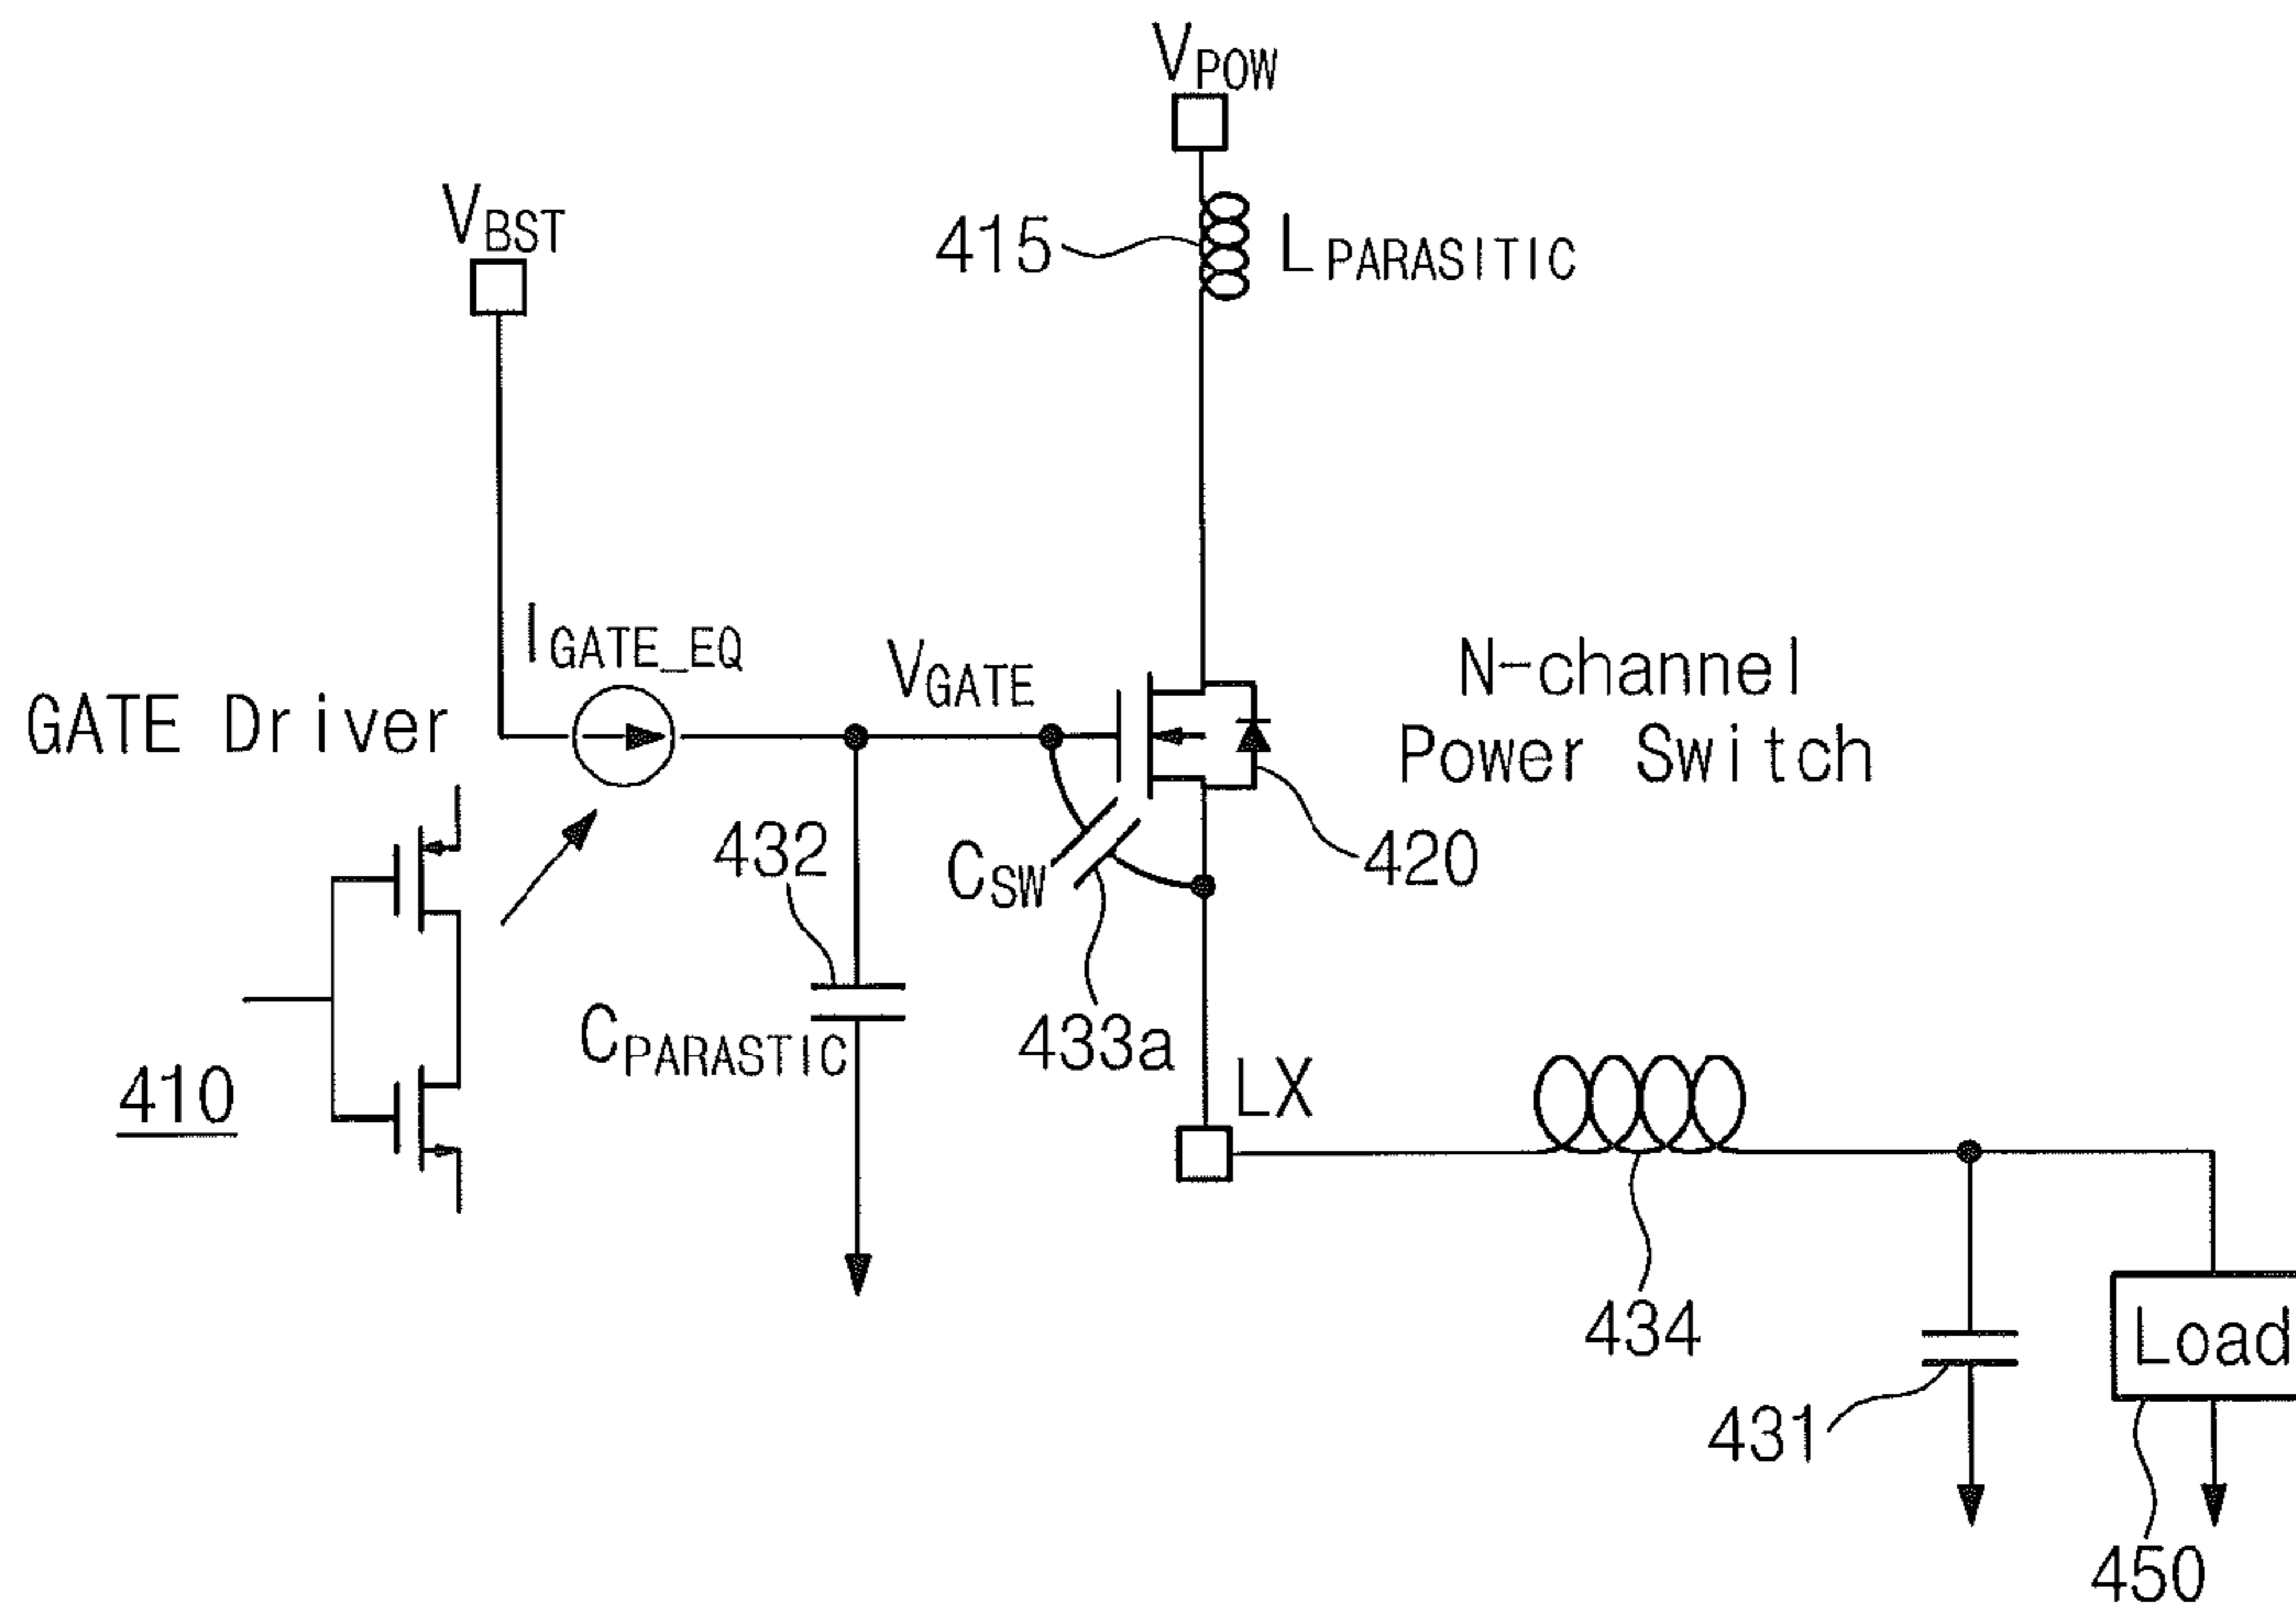 VPOW
VBST
415
LPARASITIC
IGATE_EQ
VGATE
N-channel
Power Switch
GATE Driver
432
CSW
420
CPARASTIC
433a
410
LX
434
Load
431
450